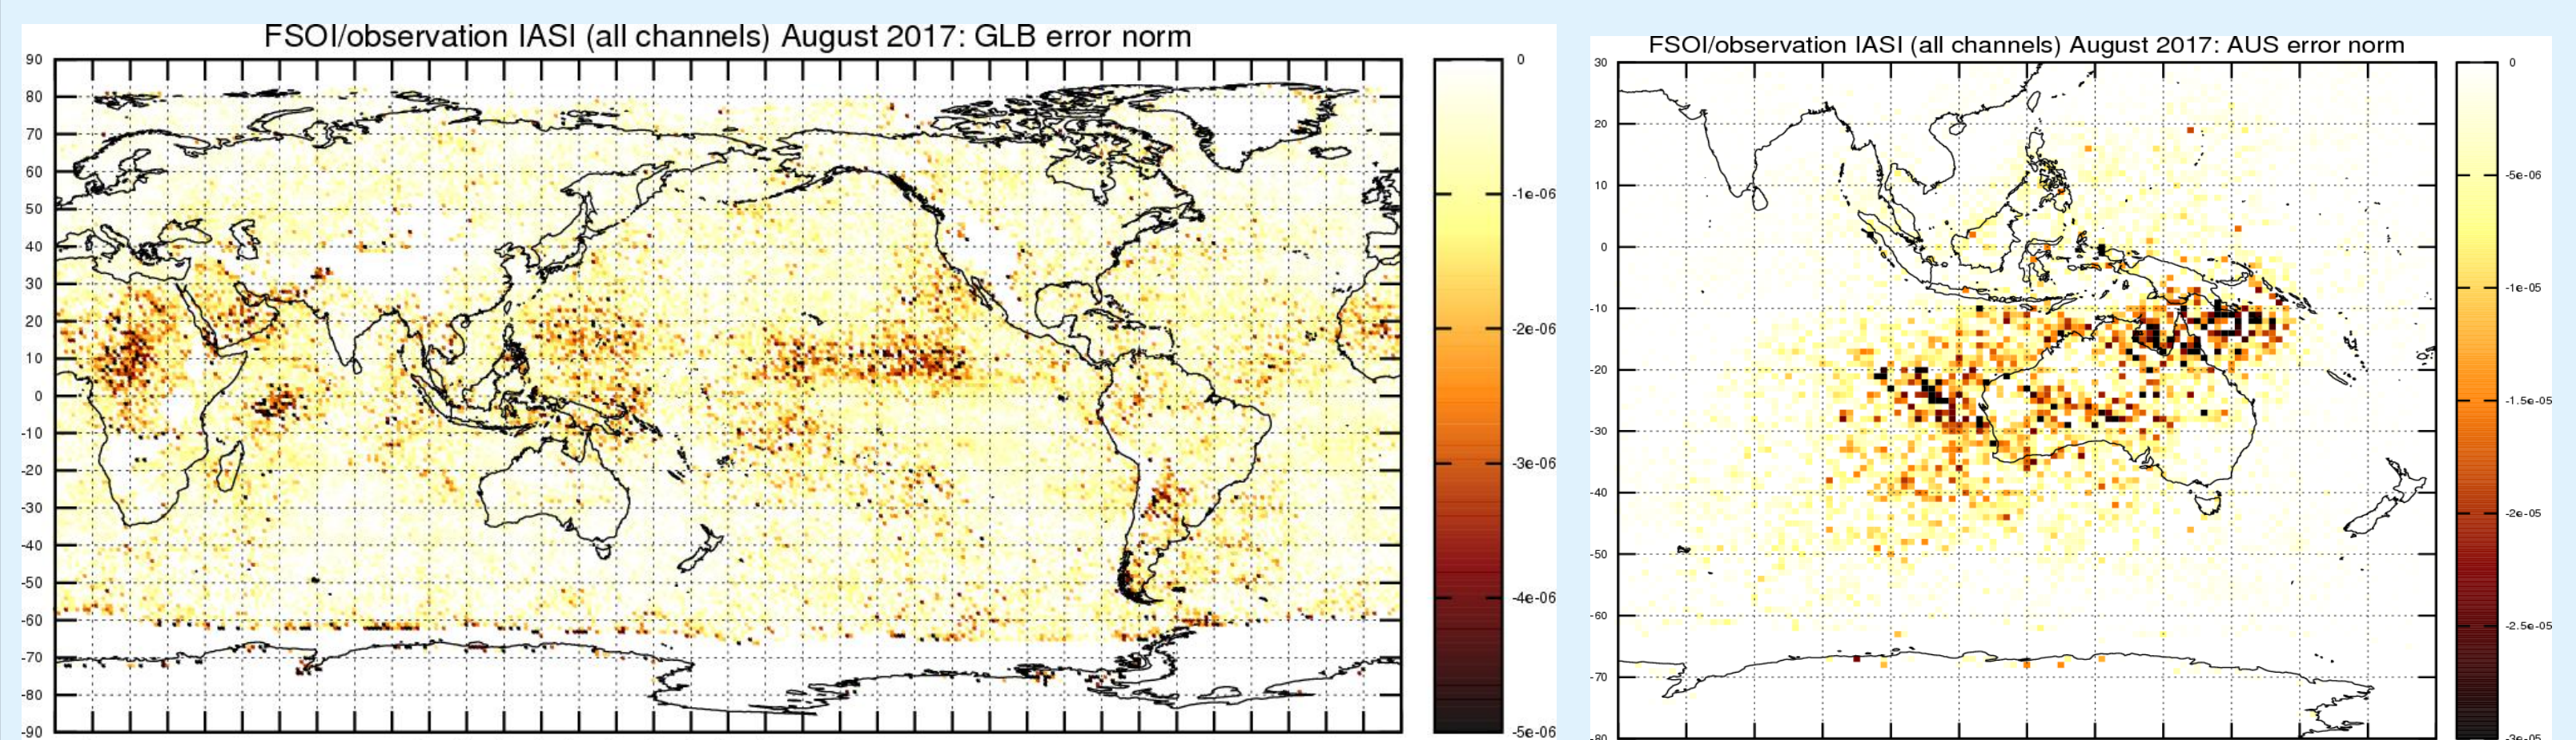 FSOI/observation IASI (all channels) August 2017: GLB error norm
90
80
70
60
50
40
30
20
10
0
-10
-20
-30
-40
-50
-60
-70
-80
-90
0
-1e-06
-2e-06
-3e-06
-4e-06
-5e-06
FSOI/observation IASI (all channels) August 2017: AUS error norm
30
20
10
0
-10
-20
-30
-40
-50
-60
-70
-80
0
-5e-06
-1e-05
-1.5e-05
-2e-05
-2.5e-05
-3e-05